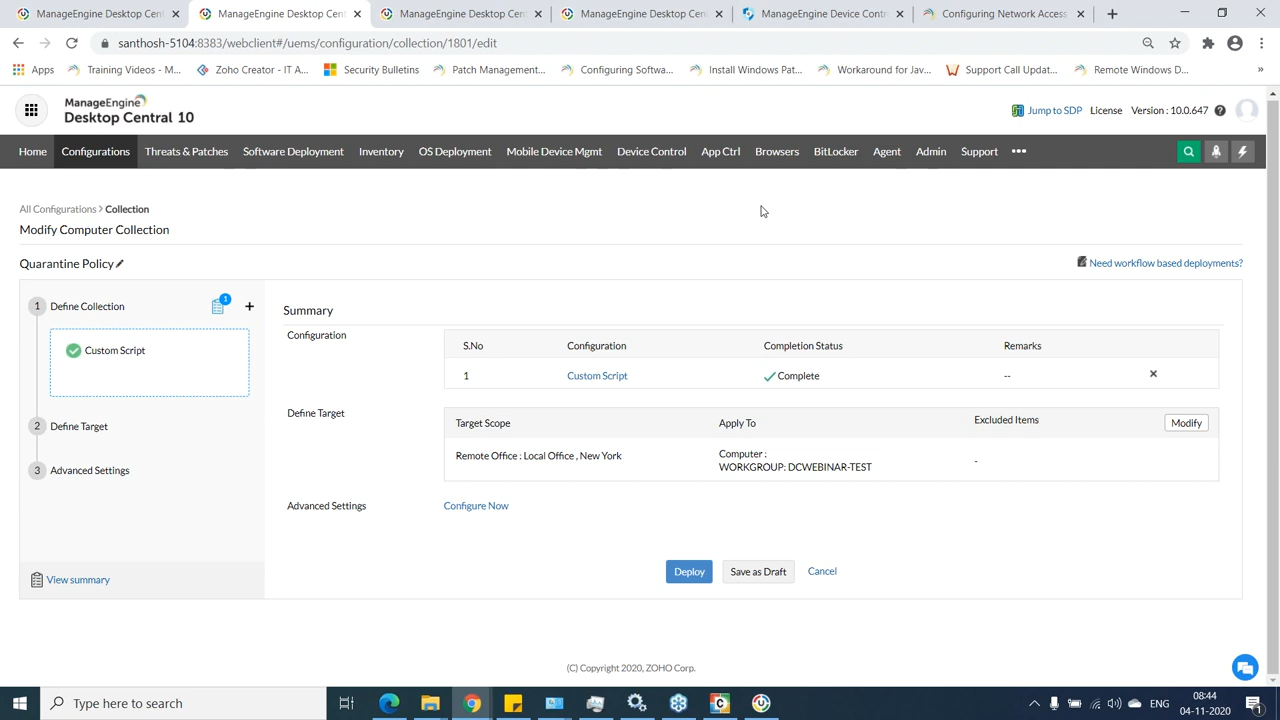 ManageEngine Desktop Cent
ManageEngine Desktop Cent
ManageEngine Desktop Cent
ManageEngine Desktop Cent
ManageEngine Device Contr
Configuring Network Access
santhosh-5104:8383/webclient#/uems/configuration/collection/1801/edit
Apps
Training Videos - M...
Zoho Creator - IT A...
Security Bulletins
Patch Management...
Configuring Softwa...
Install Windows Pat...
Workaround for Jav...
Support Call Updat...
Remote Windows D...
»
ManageEngine
Desktop Central 10
Jump to SDP
License
Version : 10.0.647
Home
Configurations
Threats & Patches
Software Deployment
Inventory
OS Deployment
Mobile Device Mgmt
Device Control
App Ctrl
Browsers
BitLocker
Agent
Admin
Support
All Configurations > Collection
Modify Computer Collection
Quarantine Policy
Need workflow based deployments?
1 Define Collection
1
Custom Script
2 Define Target
3 Advanced Settings
View summary
Summary
Configuration
S.No Configuration Completion Status Remarks
1 Custom Script Complete --
Define Target
Target Scope Apply To Excluded Items Modify
Remote Office : Local Office , New York
Computer :
WORKGROUP: DCWEBINAR-TEST
-
Advanced Settings Configure Now
Deploy Save as Draft Cancel
(C) Copyright 2020, ZOHO Corp.
Type here to search
ENG
08:44
04-11-2020
1